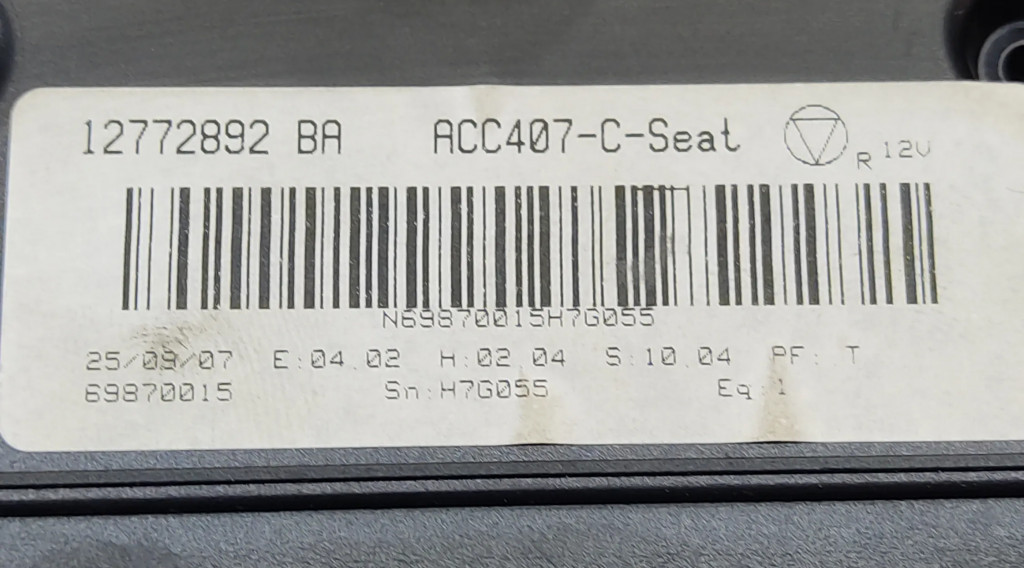 12772892 BA ACC407-C-Seat R 12V
N69870015H7G055
25/09/07 E:04.02 H:02.04 S:10.04 PF: T
69870015 Sn:H7G055 Eq:1